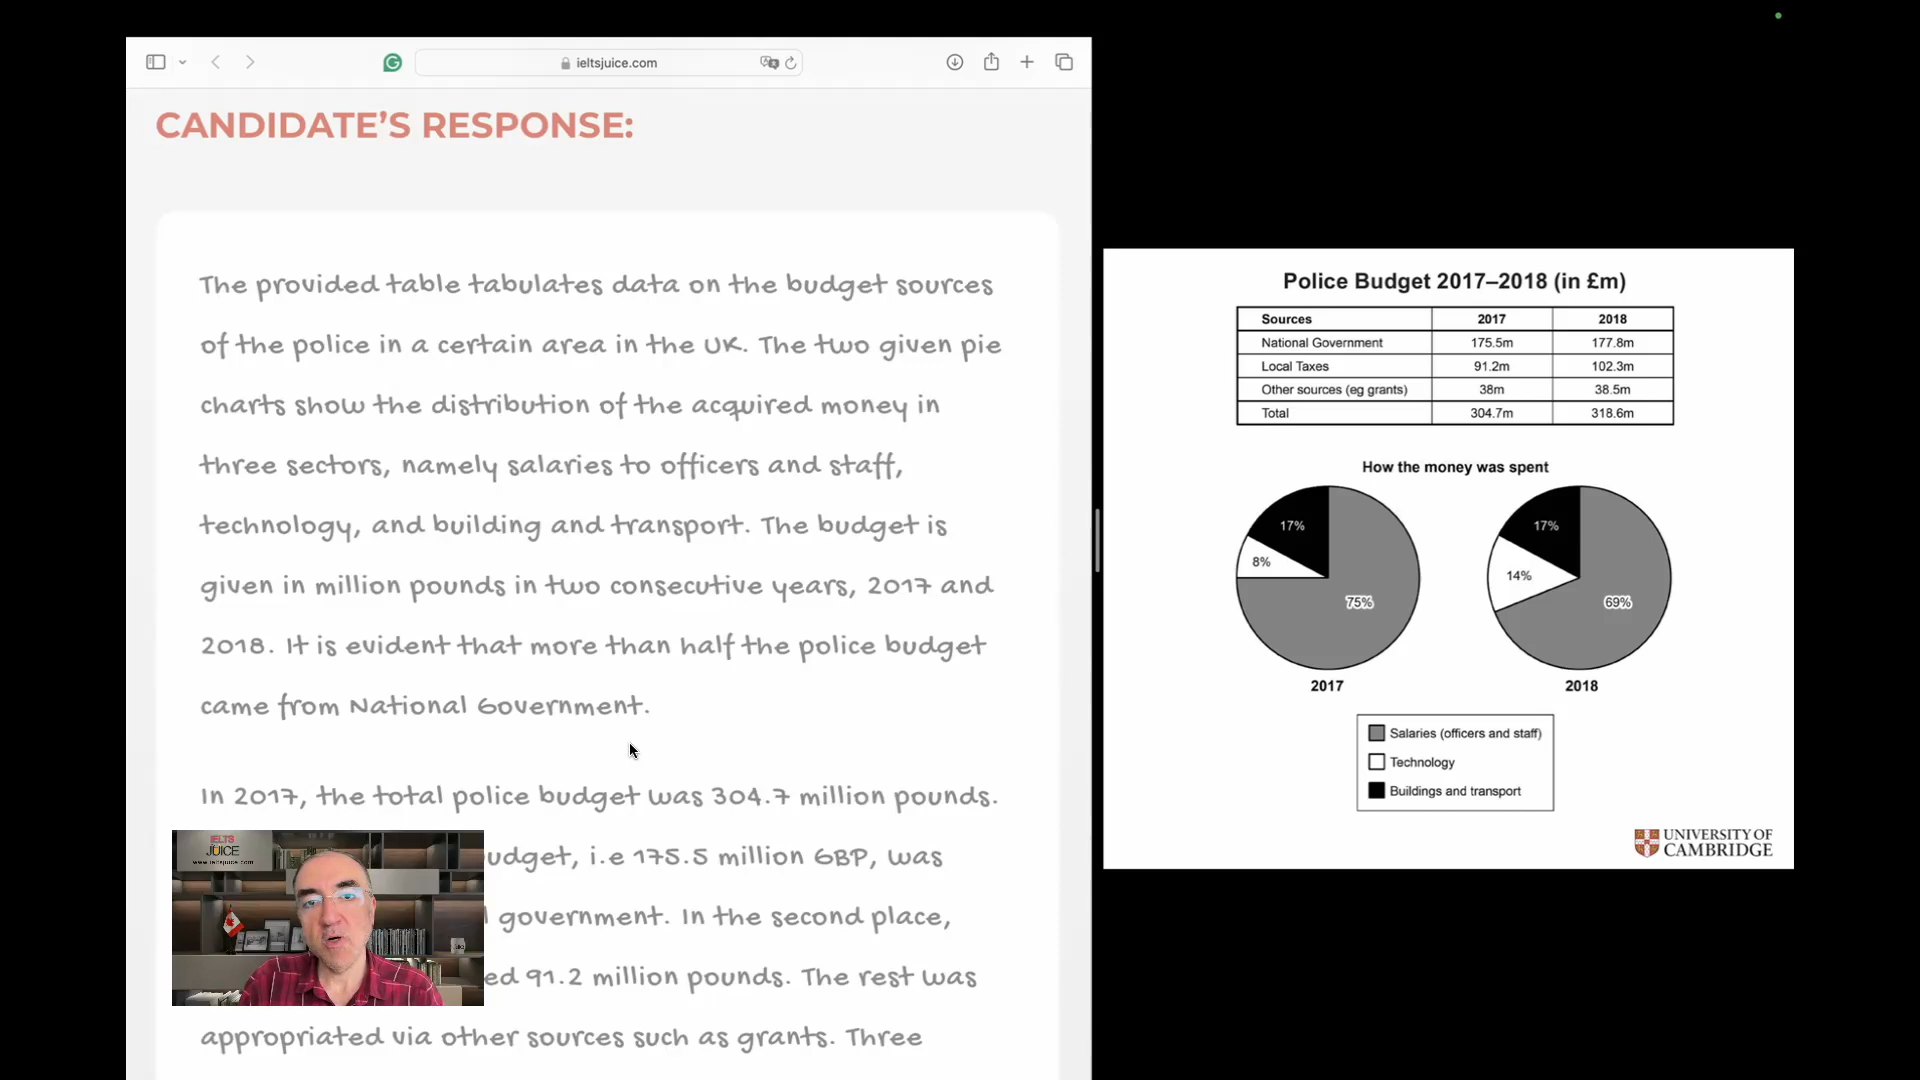 ieltsjuice.com
CANDIDATE'S RESPONSE:
The provided table tabulates data on the budget sources
of the police in a certain area in the UK. The two given pie
charts show the distribution of the acquired money in
three sectors, namely salaries to officers and staff,
technology, and building and transport. The budget is
given in million pounds in two consecutive years, 2017 and
2018. It is evident that more than half the police budget
came from National Government.
In 2017, the total police budget was 304.7 million pounds.
udget, i.e 175.5 million GBP, was
government. In the second place,
ed 91.2 million pounds. The rest was
appropriated via other sources such as grants. Three
IELTS
JUICE
www.ieltsjuice.com
Police Budget 2017–2018 (in £m)
Sources 2017 2018
National Government 175.5m 177.8m
Local Taxes 91.2m 102.3m
Other sources (eg grants) 38m 38.5m
Total 304.7m 318.6m
How the money was spent
17%
8%
75%
2017
17%
14%
69%
2018
Salaries (officers and staff)
Technology
Buildings and transport
UNIVERSITY OF
CAMBRIDGE